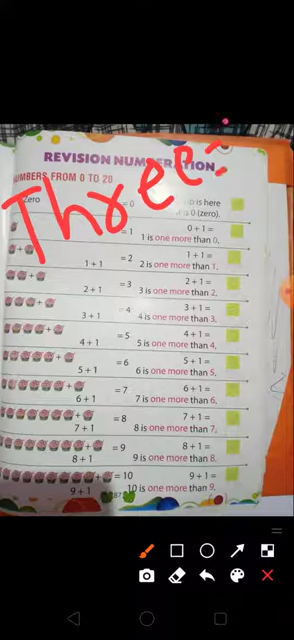 REVISION NUMERATION
NUMBERS FROM 0 TO 20
Three:
Zero = 0 is here
is 0 (zero).
= 1 0 + 1 =
1 is one more than 0.
1 + 1 = 2 1 + 1 =
2 is one more than 1.
2 + 1 = 3 2 + 1 =
3 is one more than 2.
3 + 1 = 4 3 + 1 =
4 is one more than 3.
4 + 1 = 5 4 + 1 =
5 is one more than 4.
5 + 1 = 6 5 + 1 =
6 is one more than 5.
6 + 1 = 7 6 + 1 =
7 is one more than 6.
7 + 1 = 8 7 + 1 =
8 is one more than 7.
8 + 1 = 9 8 + 1 =
9 is one more than 8.
9 + 1 = 10 9 + 1 =
10 is one more than 9.
87